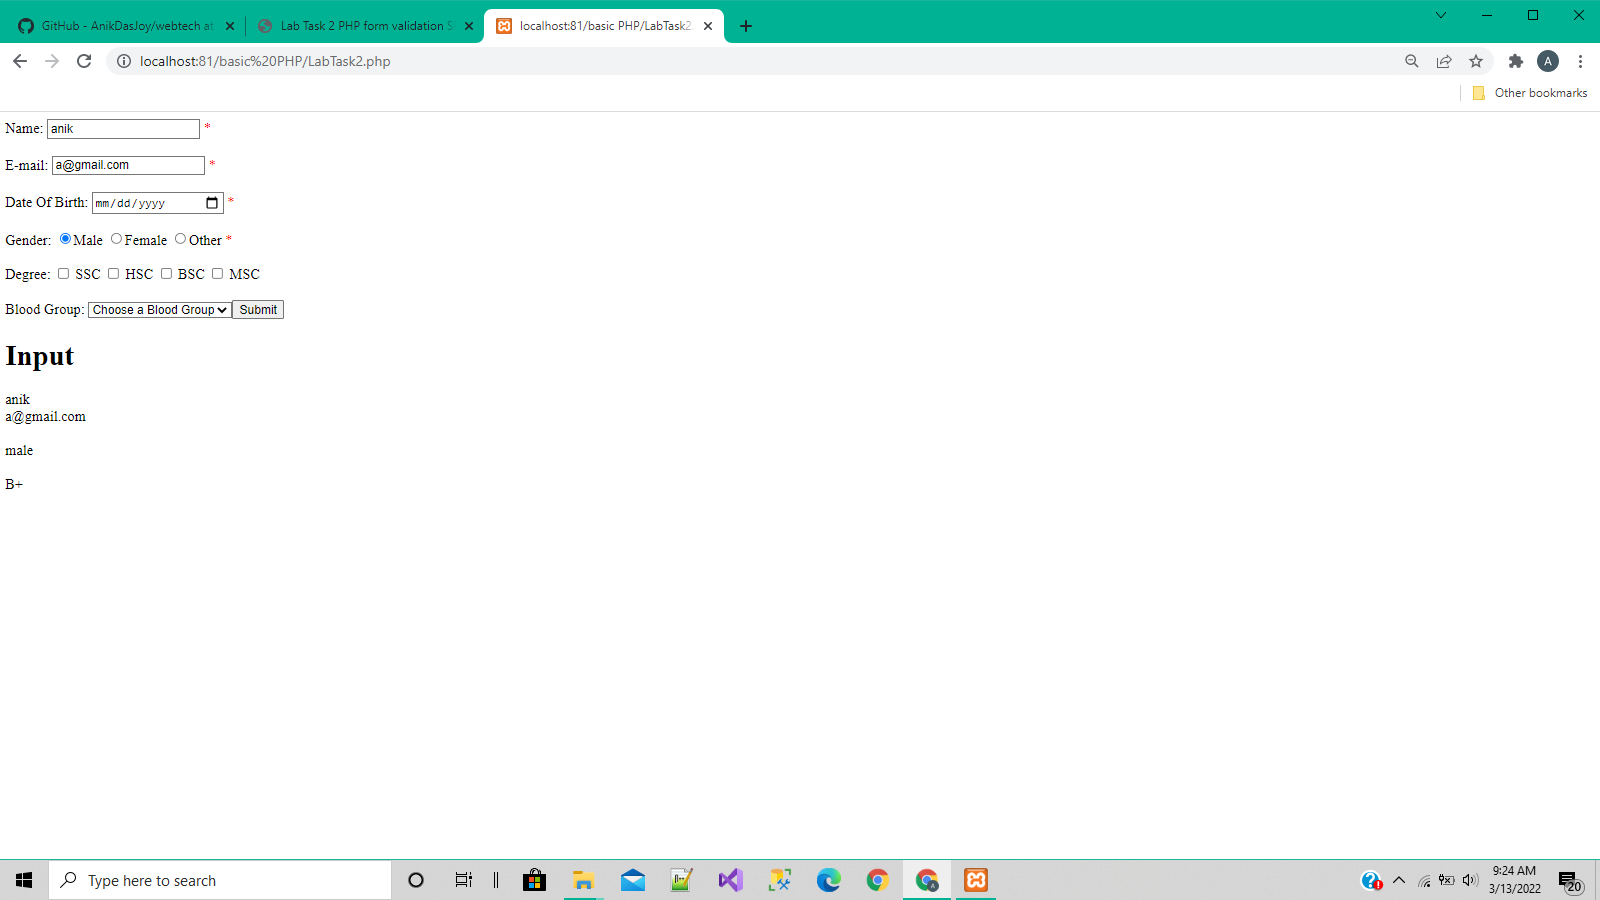 GitHub - AnikDasJoy/webtech at
Lab Task 2 PHP form validation
localhost:81/basic PHP/LabTask2.
localhost:81/basic%20PHP/LabTask2.php
A
Other bookmarks
Name: anik *
E-mail: a@gmail.com *
Date Of Birth: mm/dd/yyyy *
Gender: Male Female Other *
Degree: SSC HSC BSC MSC
Blood Group: Choose a Blood Group Submit
Input
anik
a@gmail.com
male
B+
Type here to search
9:24 AM
3/13/2022
20